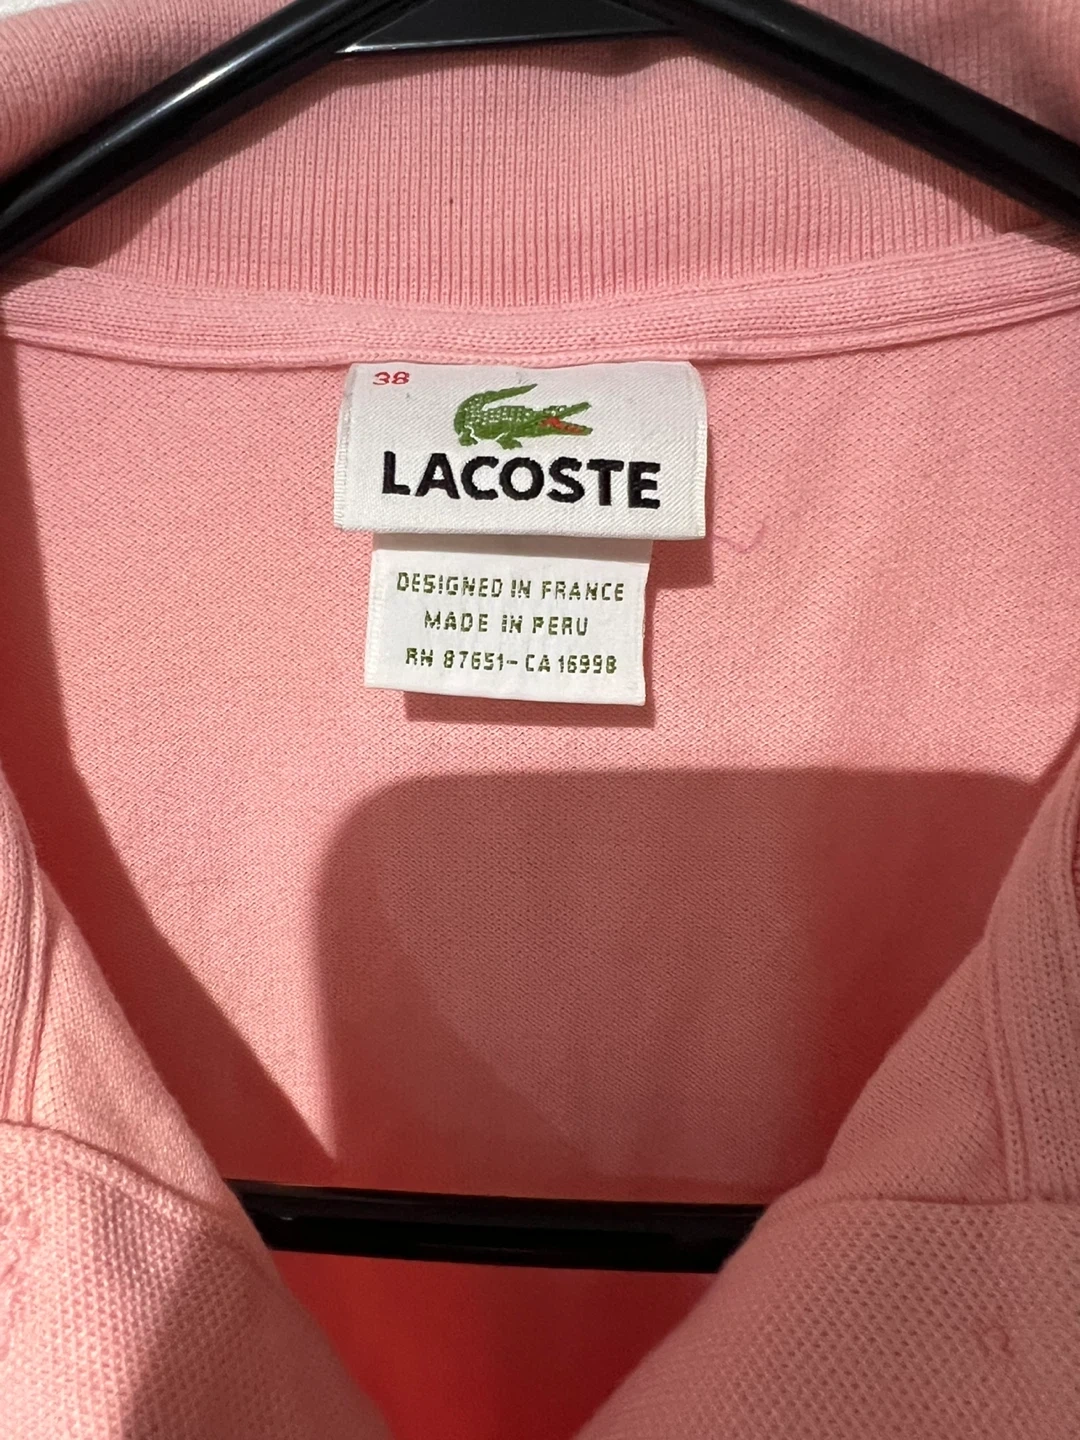 38
LACOSTE
DESIGNED IN FRANCE
MADE IN PERU
RN 87651-CA 16998